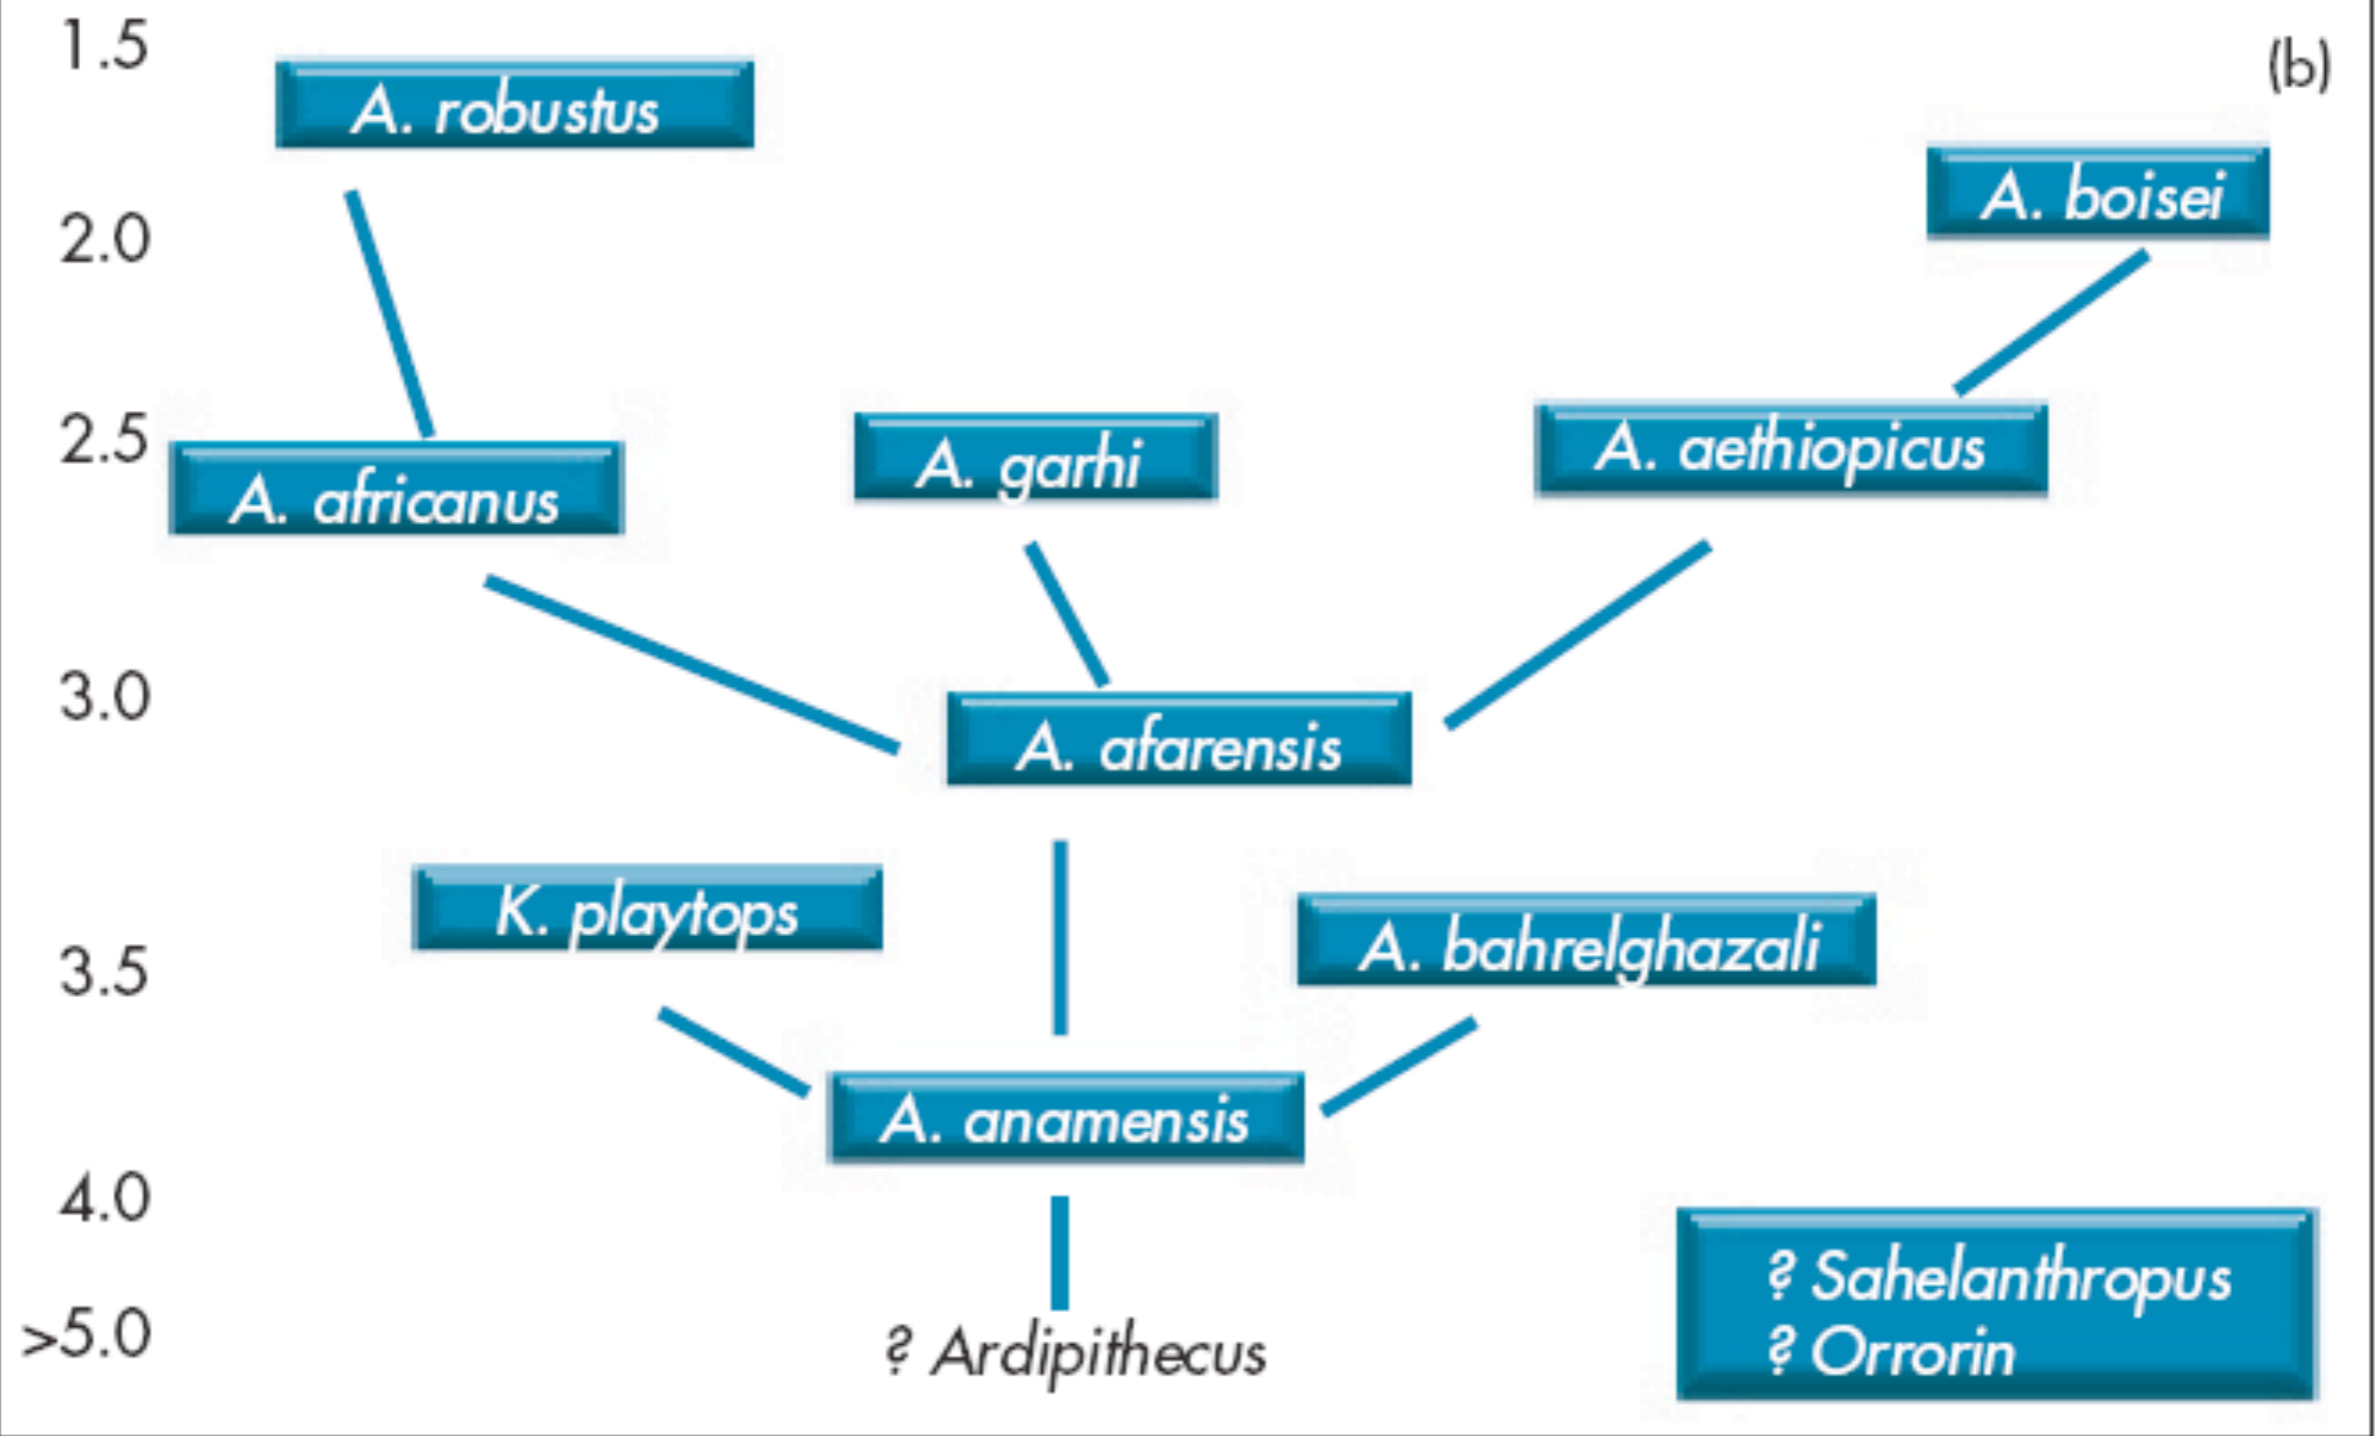 1.5
(b)
A. robustus
A. boisei
2.0
2.5
A. africanus
A. garhi
A. aethiopicus
3.0
A. afarensis
K. playtops
A. bahrelghazali
3.5
A. anamensis
4.0
? Sahelanthropus
? Orrorin
>5.0
? Ardipithecus